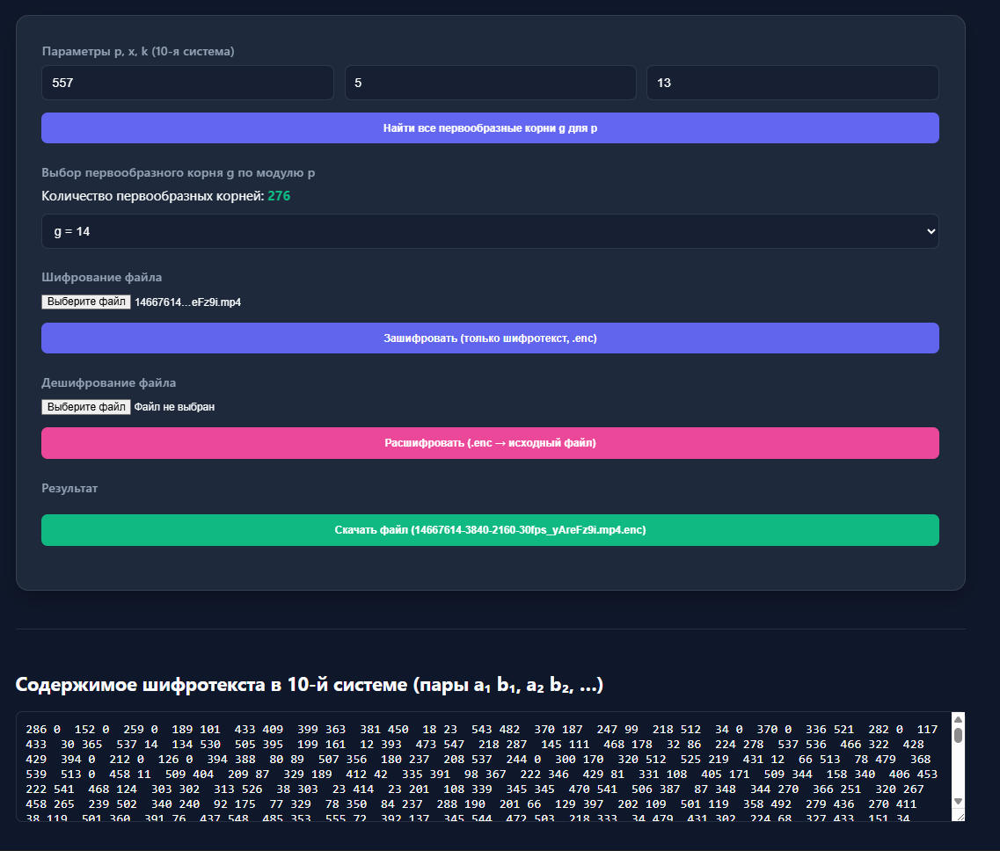 Параметры p, x, k (10-я система)
557 5 13
Найти все первообразные корни g для p
Выбор первообразного корня g по модулю p
Количество первообразных корней: 276
g = 14
Шифрование файла
Выберите файл 14667614...eFz9i.mp4
Зашифровать (только шифротекст, .enc)
Дешифрование файла
Выберите файл Файл не выбран
Расшифровать (.enc → исходный файл)
Результат
Скачать файл (14667614-3840-2160-30fps_yAreFz9i.mp4.enc)
Содержимое шифротекста в 10-й системе (пары a₁ b₁, a₂ b₂, ...)
286 0  152 0  259 0  189 101  433 409  399 363  381 450  18 23  543 482  370 187  247 99  218 512  34 0  370 0  336 521  282 0  117
433  30 365  537 14  134 530  505 395  199 161  12 393  473 547  218 287  145 111  468 178  32 86  224 278  537 536  466 322  428
429  394 0  212 0  126 0  394 388  80 89  507 356  180 237  208 537  244 0  300 170  320 512  525 219  431 12  66 513  78 479  368
539  513 0  458 11  509 404  209 87  329 189  412 42  335 391  98 367  222 346  429 81  331 108  405 171  509 344  158 340  406 453
222 541  468 124  303 302  313 526  38 303  23 414  23 201  108 339  345 345  470 541  506 387  87 348  344 270  366 251  320 267
458 265  239 502  340 240  92 175  77 329  78 350  84 237  288 190  201 66  129 397  202 109  501 119  358 492  279 436  270 411
38 119  501 360  391 76  437 548  485 353  555 72  392 137  345 544  472 503  218 333  34 479  431 302  224 68  327 433  151 34